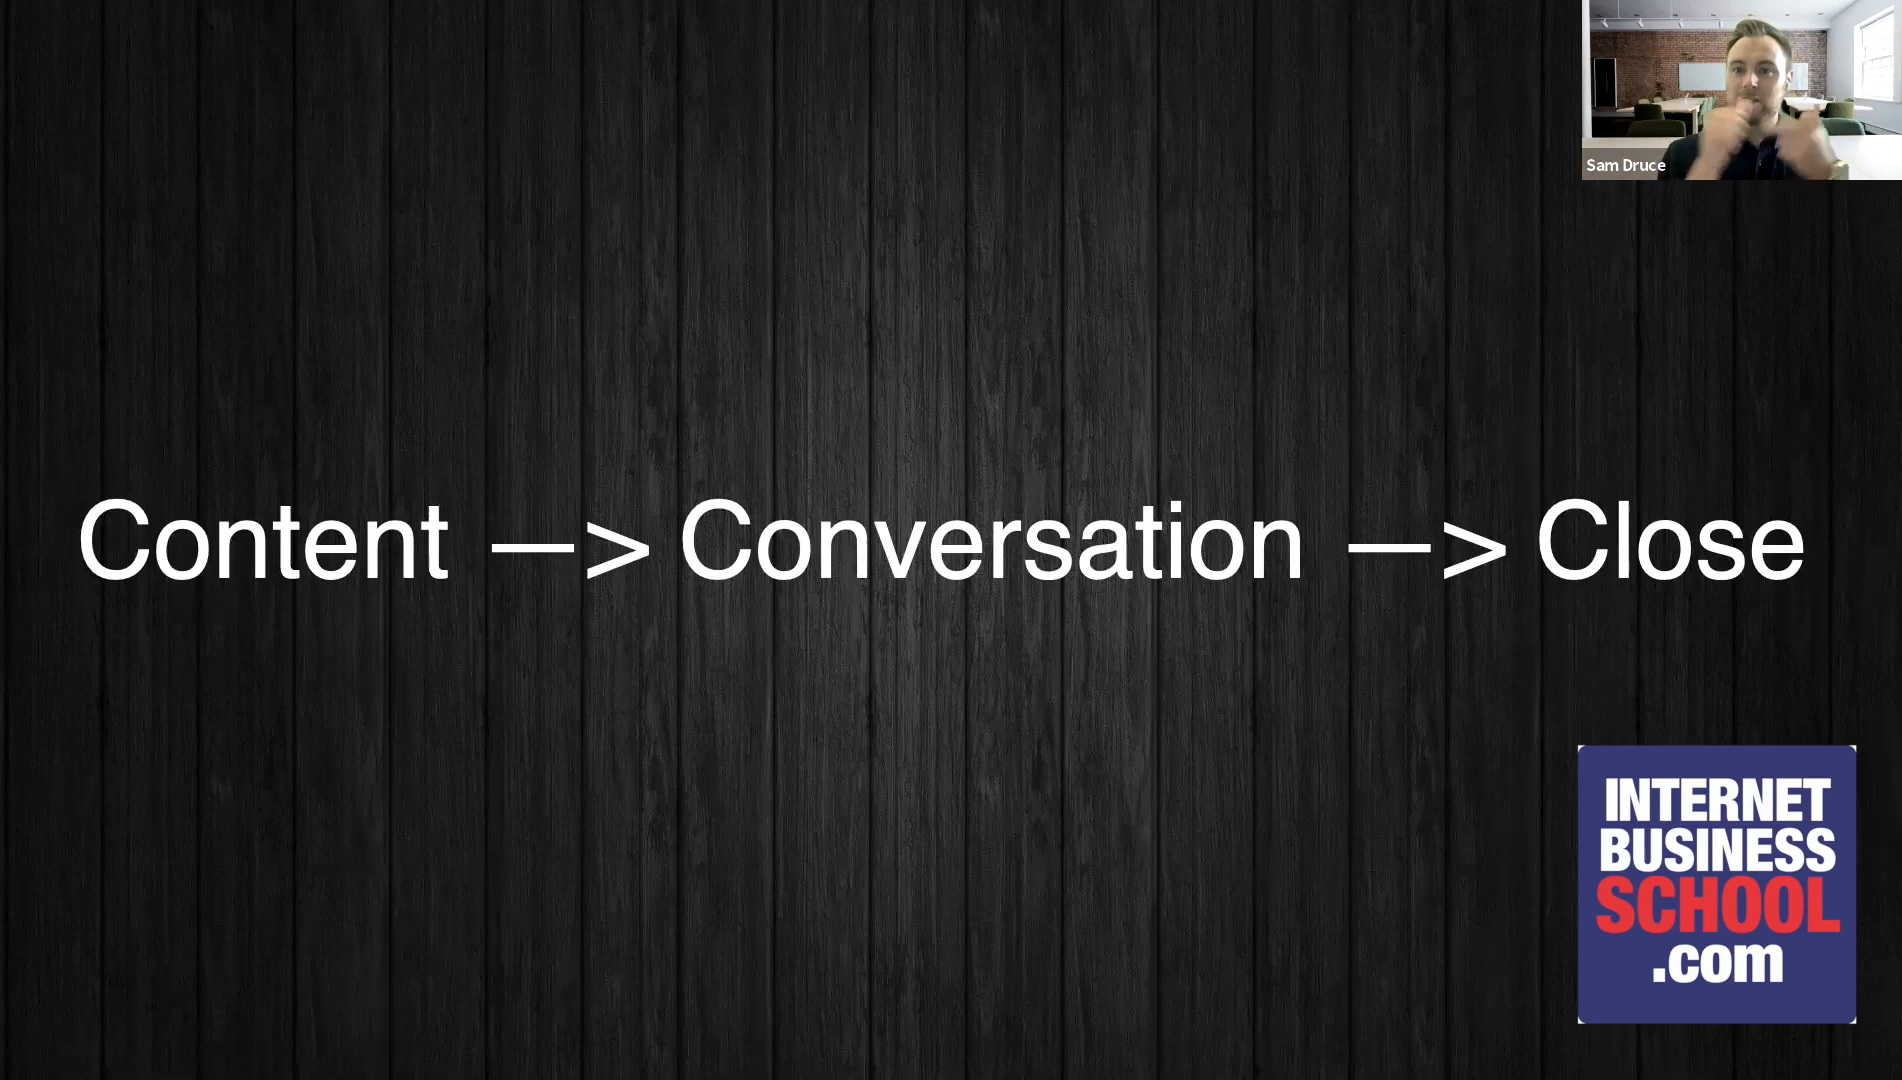 Sam Druce
Content —> Conversation —> Close
INTERNET
BUSINESS
SCHOOL
.com